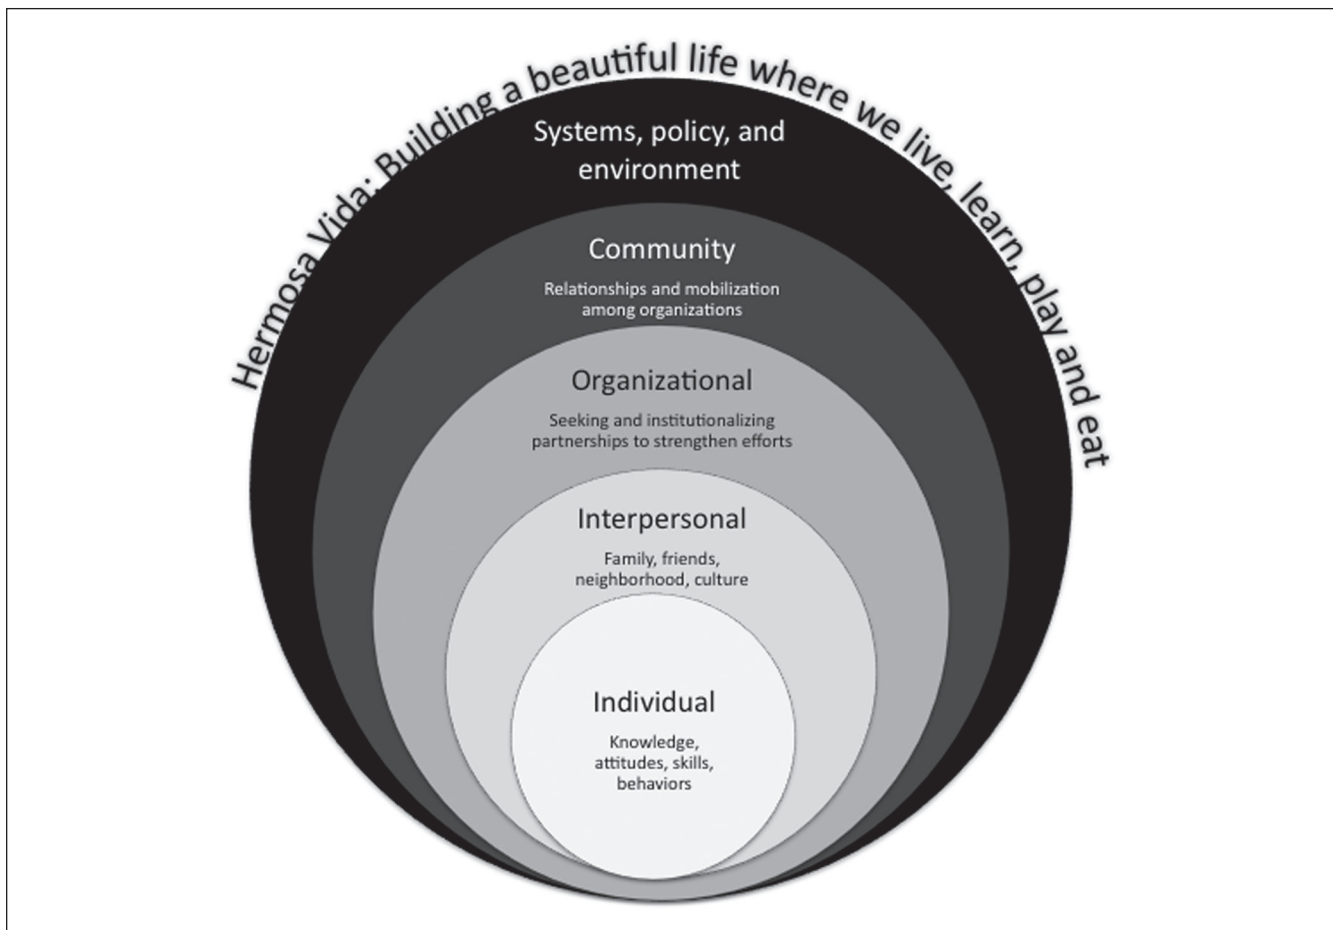 Hermosa Vida: Building a beautiful life where we live, learn, play and eat
Systems, policy, and
environment
Community
Relationships and mobilization
among organizations
Organizational
Seeking and institutionalizing
partnerships to strengthen efforts
Interpersonal
Family, friends,
neighborhood, culture
Individual
Knowledge,
attitudes, skills,
behaviors